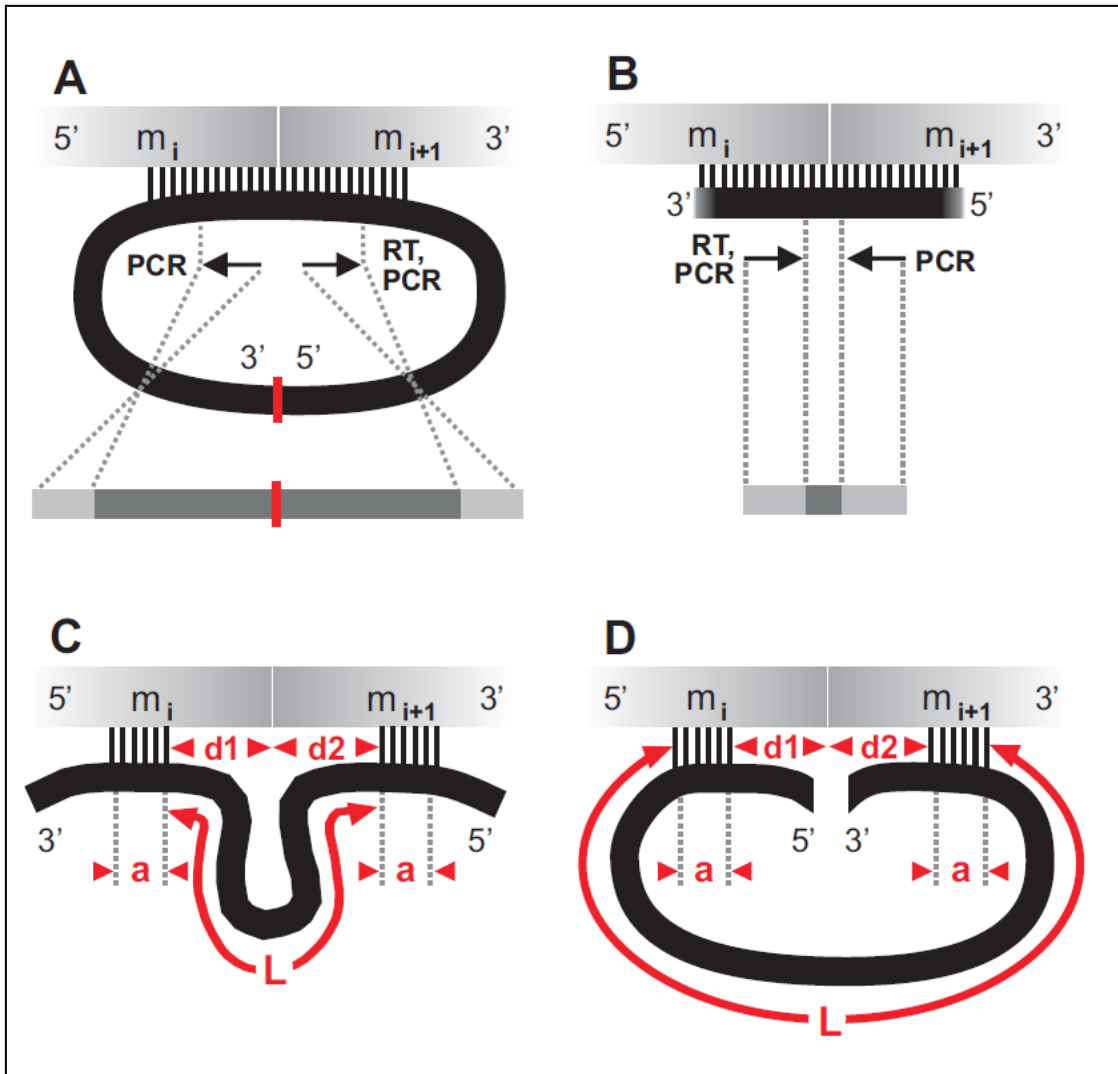 A
5’ m i m i+1 3’
PCR RT,
PCR
3’ 5’
B
5’ m i m i+1 3’
3’ 5’
RT,
PCR PCR
C
5’ m i m i+1 3’
d1 d2
3’ 5’
a a
L
D
5’ m i m i+1 3’
d1 d2
5’ 3’
a a
L